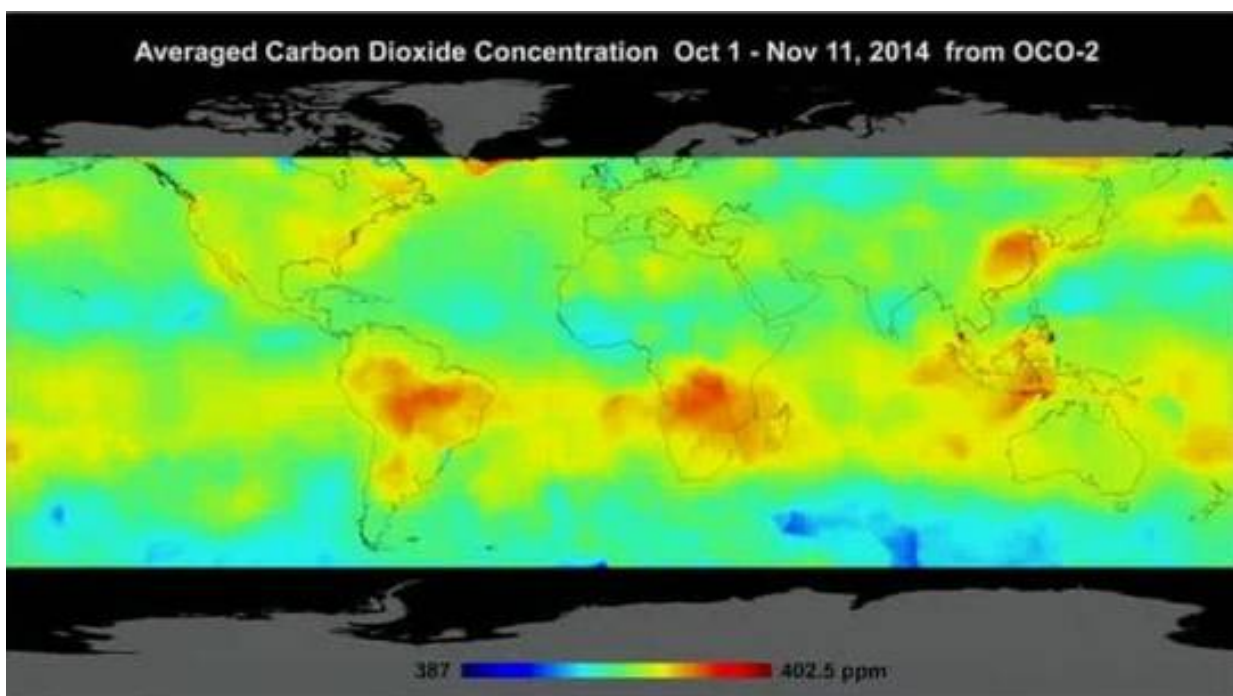 Averaged Carbon Dioxide Concentration Oct 1 - Nov 11, 2014 from OCO-2
387 402.5 ppm